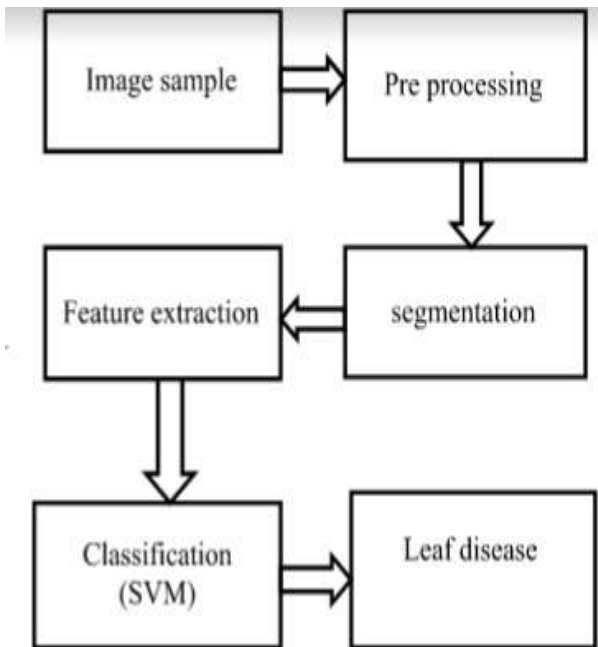 Image sample
Pre processing
segmentation
Feature extraction
Classification
(SVM)
Leaf disease